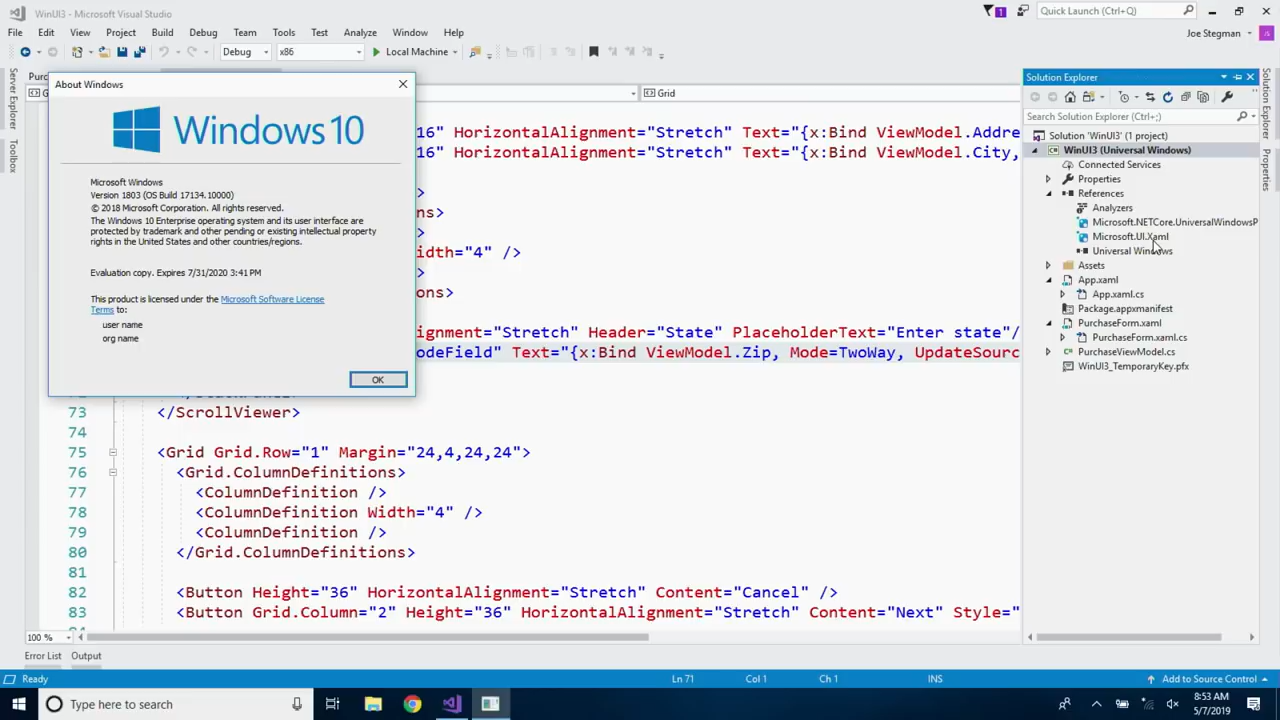 WinUI3 - Microsoft Visual Studio
1
Quick Launch (Ctrl+Q)
File Edit View Project Build Debug Team Tools Test Analyze Window Help
Joe Stegman
JS
Debug x86 Local Machine
Server Explorer
Toolbox
Purc
G
Grid
About Windows
Windows 10
Microsoft Windows
Version 1803 (OS Build 17134.10000)
© 2018 Microsoft Corporation. All rights reserved.
The Windows 10 Enterprise operating system and its user interface are
protected by trademark and other pending or existing intellectual property
rights in the United States and other countries/regions.
Evaluation copy. Expires 7/31/2020 3:41 PM
This product is licensed under the Microsoft Software License
Terms to:
user name
org name
OK
16" HorizontalAlignment="Stretch" Text="{x:Bind ViewModel.Addre
16" HorizontalAlignment="Stretch" Text="{x:Bind ViewModel.City,
>
ns>
>
dth="4" />
>
ons>
ignment="Stretch" Header="State" PlaceholderText="Enter state"/
odeField" Text="{x:Bind ViewModel.Zip, Mode=TwoWay, UpdateSourc
73 </ScrollViewer>
74
75 <Grid Grid.Row="1" Margin="24,4,24,24">
76 <Grid.ColumnDefinitions>
77 <ColumnDefinition />
78 <ColumnDefinition Width="4" />
79 <ColumnDefinition />
80 </Grid.ColumnDefinitions>
81
82 <Button Height="36" HorizontalAlignment="Stretch" Content="Cancel" />
83 <Button Grid.Column="2" Height="36" HorizontalAlignment="Stretch" Content="Next" Style="
100 %
Solution Explorer
Search Solution Explorer (Ctrl+;)
Solution 'WinUI3' (1 project)
WinUI3 (Universal Windows)
Connected Services
Properties
References
Analyzers
Microsoft.NETCore.UniversalWindowsP
Microsoft.UI.Xaml
Universal Windows
Assets
App.xaml
App.xaml.cs
Package.appxmanifest
PurchaseForm.xaml
PurchaseForm.xaml.cs
PurchaseViewModel.cs
WinUI3_TemporaryKey.pfx
Solution Explorer
Properties
Error List Output
Ready Ln 71 Col 1 Ch 1 INS Add to Source Control
Type here to search
8:53 AM
5/7/2019